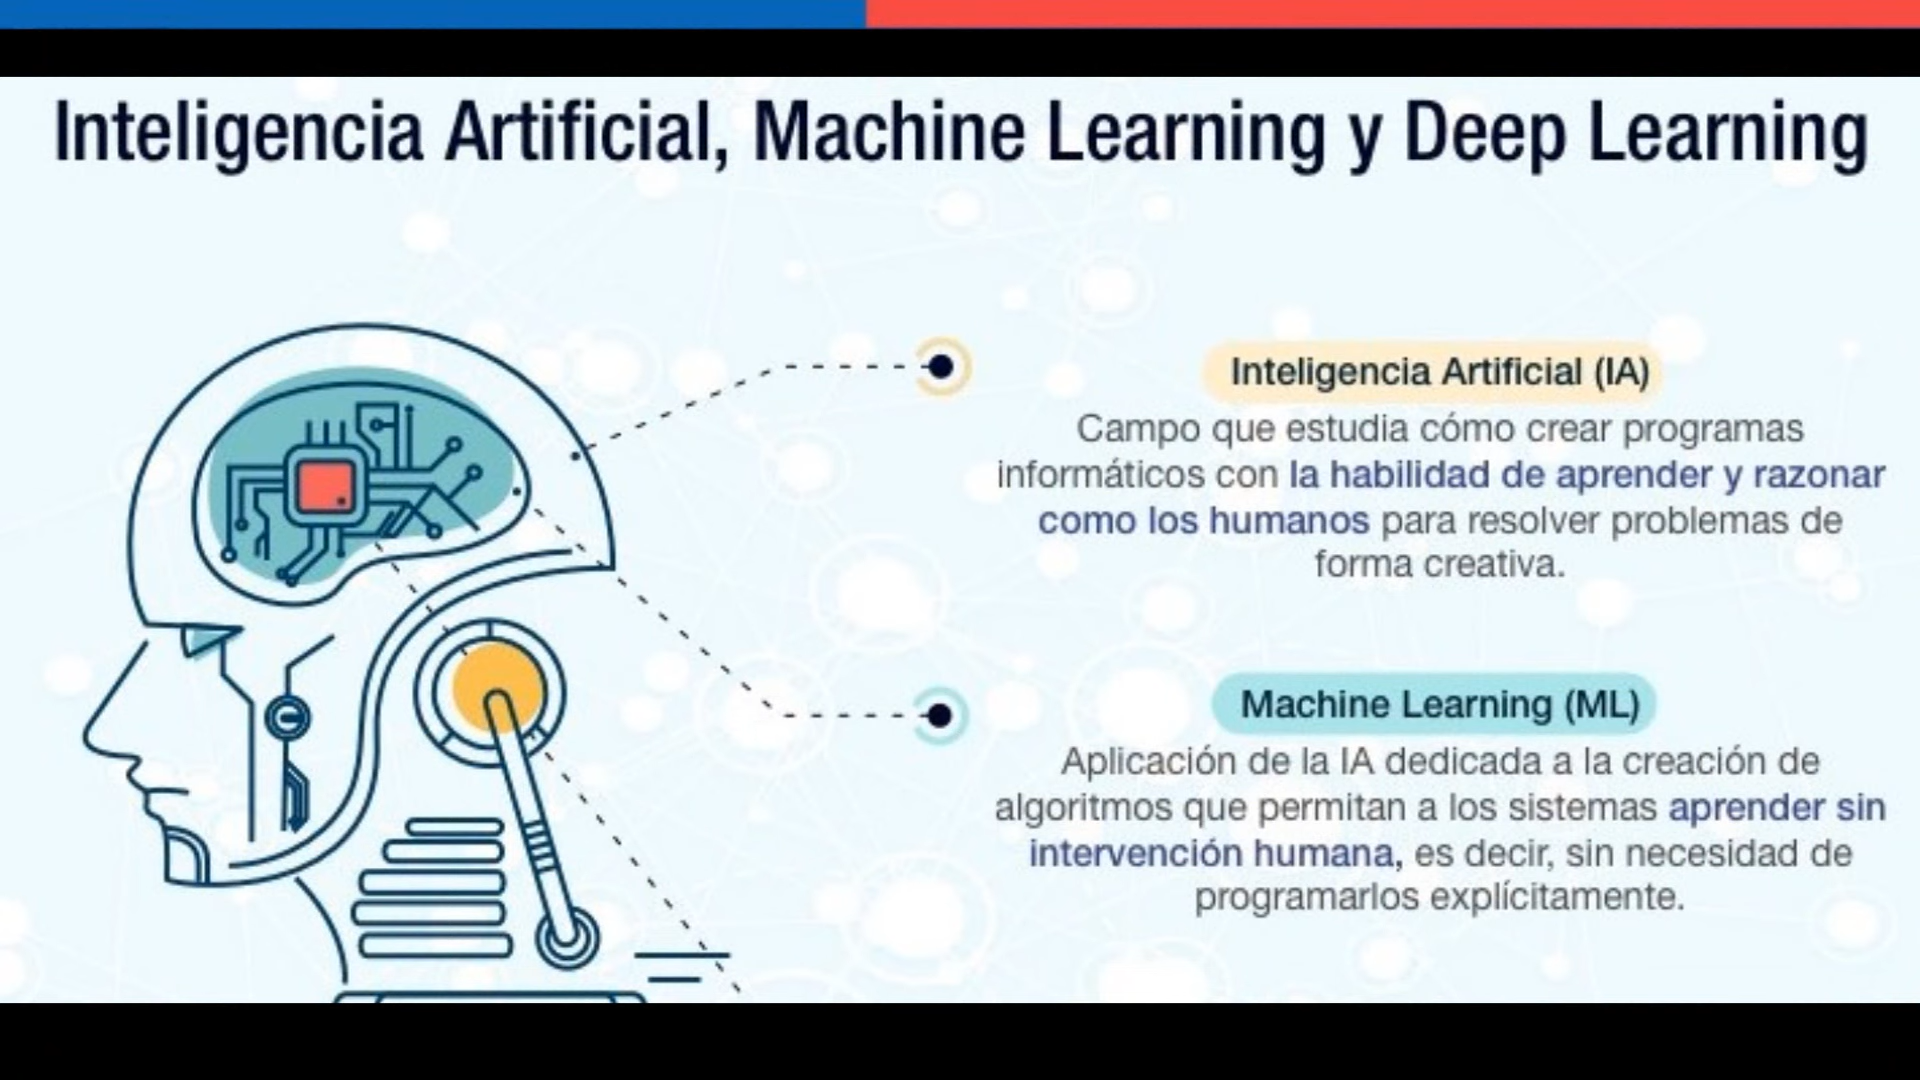 Inteligencia Artificial, Machine Learning y Deep Learning
Inteligencia Artificial (IA)
Campo que estudia cómo crear programas
informáticos con la habilidad de aprender y razonar
como los humanos para resolver problemas de
forma creativa.
Machine Learning (ML)
Aplicación de la IA dedicada a la creación de
algoritmos que permitan a los sistemas aprender sin
intervención humana, es decir, sin necesidad de
programarlos explícitamente.